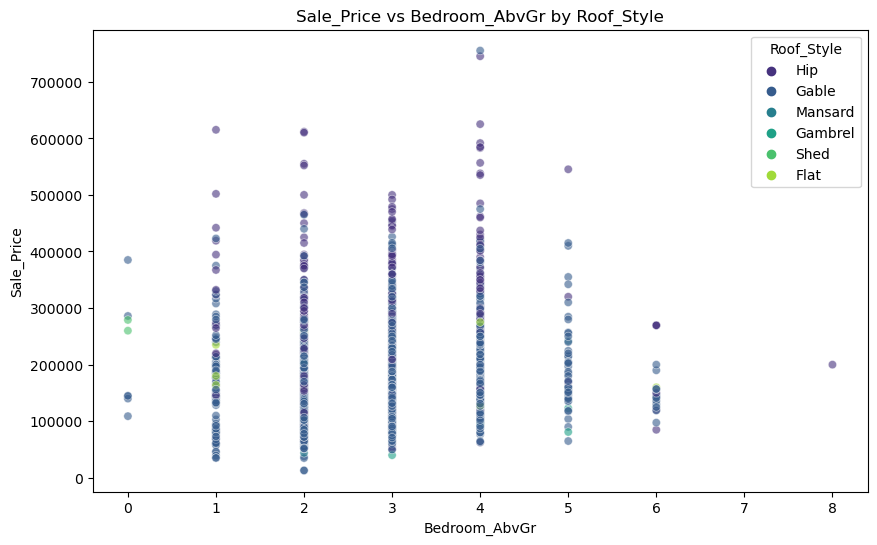 Sale_Price vs Bedroom_AbvGr by Roof_Style
Roof_Style
Hip
Gable
Mansard
Gambrel
Shed
Flat
Sale_Price
700000
600000
500000
400000
300000
200000
100000
0
0 1 2 3 4 5 6 7 8
Bedroom_AbvGr